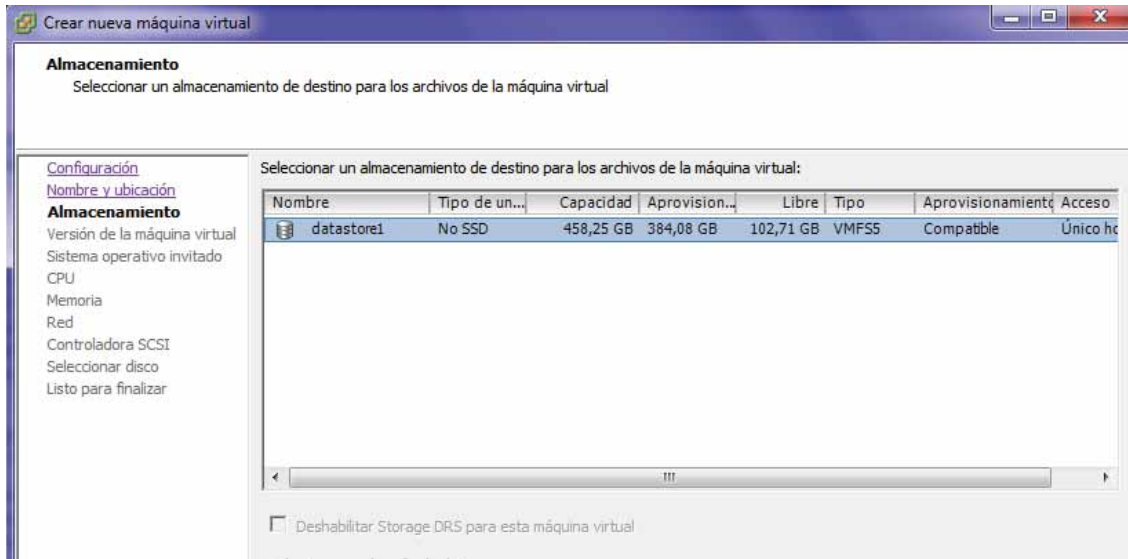 Crear nueva máquina virtual
Almacenamiento
Seleccionar un almacenamiento de destino para los archivos de la máquina virtual
Configuración
Nombre y ubicación
Almacenamiento
Versión de la máquina virtual
Sistema operativo invitado
CPU
Memoria
Red
Controladora SCSI
Seleccionar disco
Listo para finalizar
Seleccionar un almacenamiento de destino para los archivos de la máquina virtual:
Nombre Tipo de un... Capacidad Aprovision... Libre Tipo Aprovisionamiento Acceso
datastore1 No SSD 458,25 GB 384,08 GB 102,71 GB VMFS5 Compatible Único ho
Deshabilitar Storage DRS para esta máquina virtual